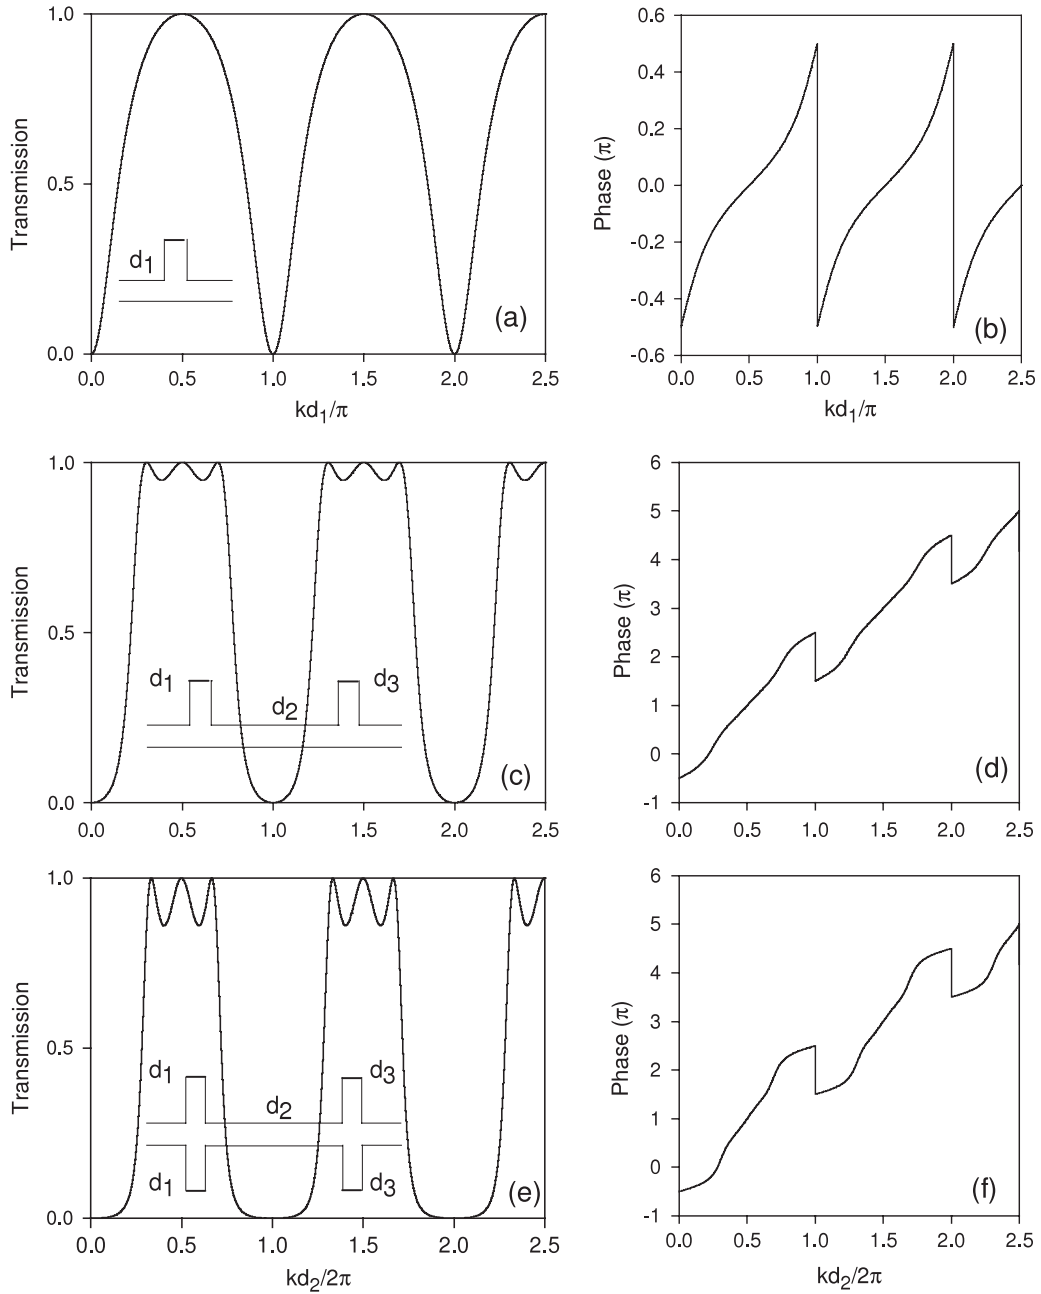 1.0
0.5
0.0
Transmission
d1
(a)
0.0 0.5 1.0 1.5 2.0 2.5
kd1/π
0.6
0.4
0.2
0.0
-0.2
-0.4
-0.6
Phase (π)
(b)
0.0 0.5 1.0 1.5 2.0 2.5
kd1/π
1.0
0.5
0.0
Transmission
d1 d2 d3
(c)
0.0 0.5 1.0 1.5 2.0 2.5
6
5
4
3
2
1
0
-1
Phase (π)
(d)
0.0 0.5 1.0 1.5 2.0 2.5
1.0
0.5
0.0
Transmission
d1 d2 d3
d1 d3
(e)
0.0 0.5 1.0 1.5 2.0 2.5
kd2/2π
6
5
4
3
2
1
0
-1
Phase (π)
(f)
0.0 0.5 1.0 1.5 2.0 2.5
kd2/2π